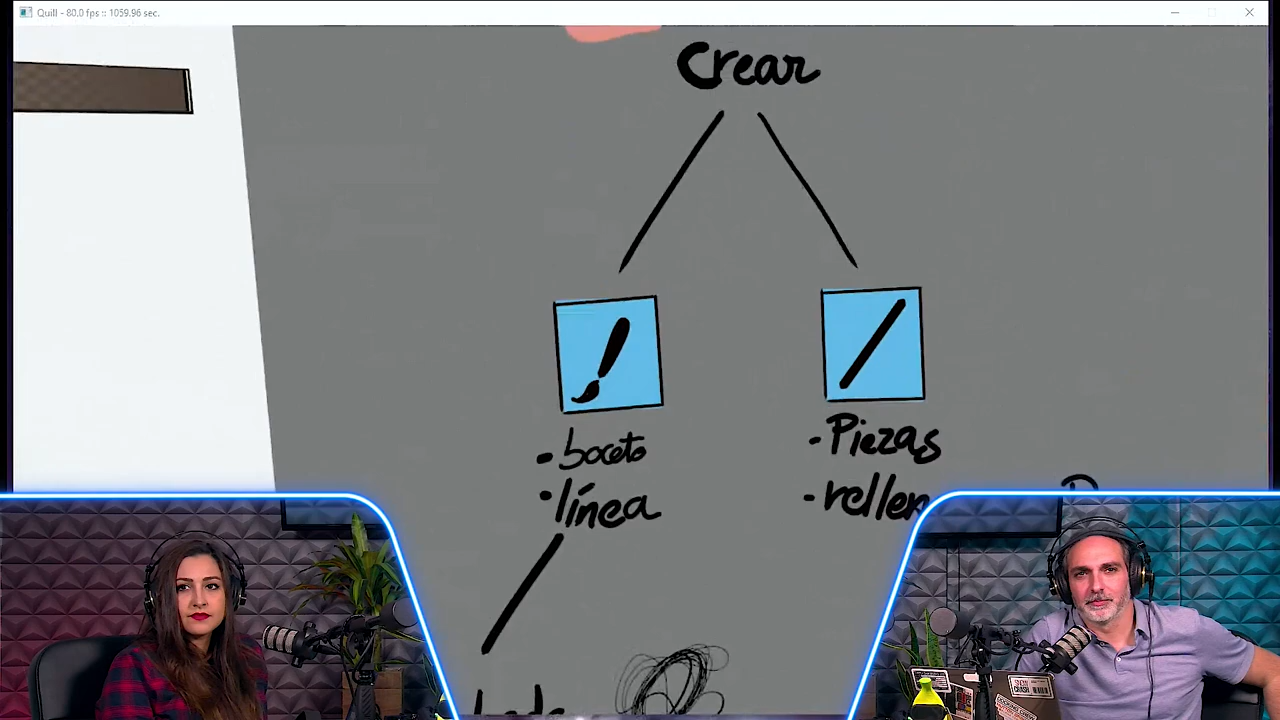 Quill - 80.0 fps :: 1059.96 sec.
Crear
• boceto
• línea
- Piezas
- rellen